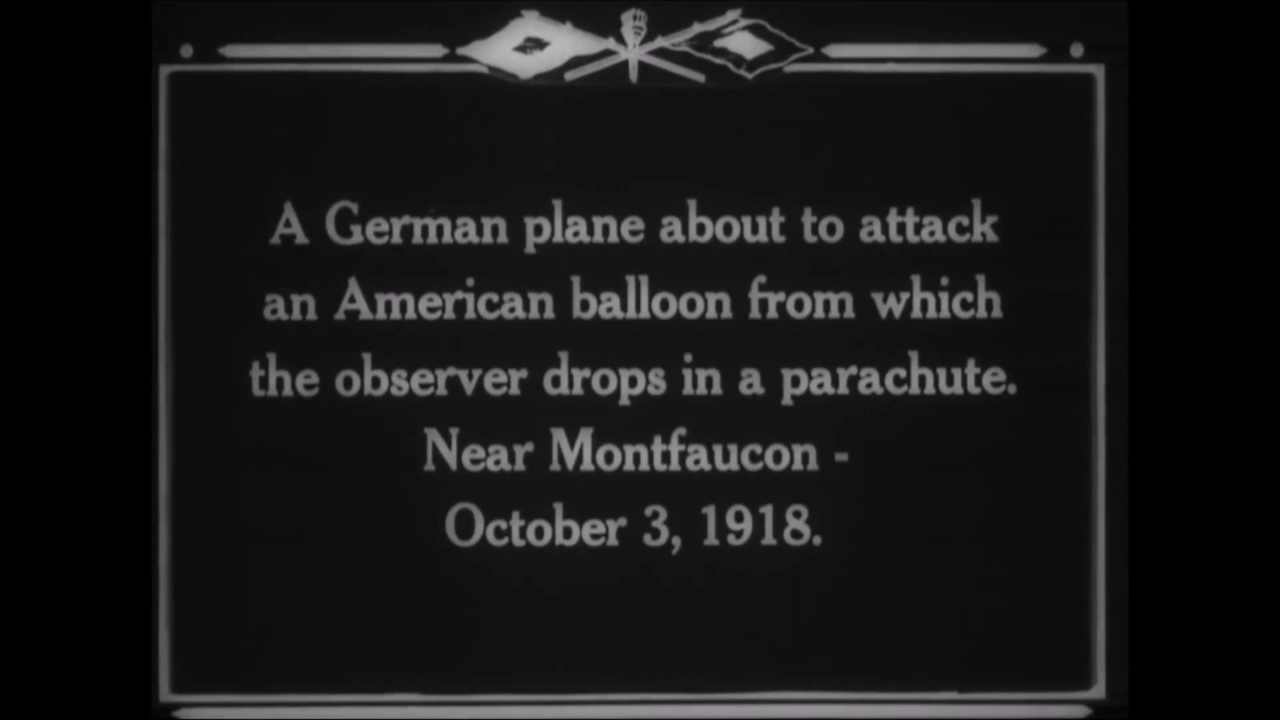 A German plane about to attack
an American balloon from which
the observer drops in a parachute.
Near Montfaucon -
October 3, 1918.